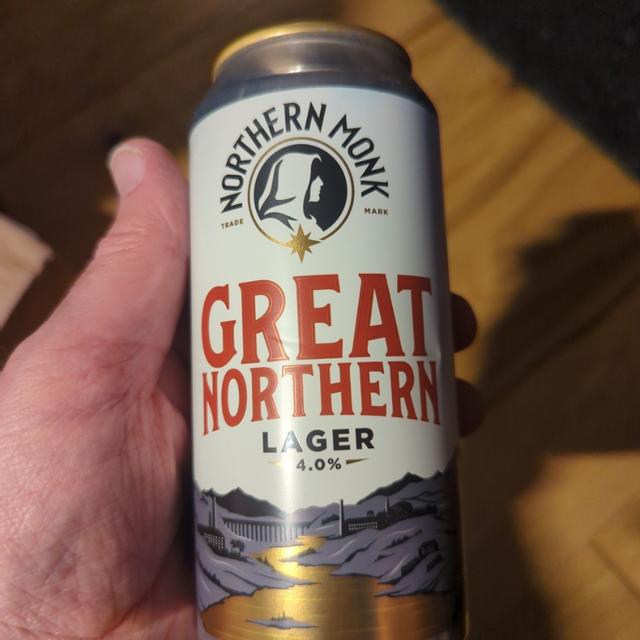 NORTHERN MONK
TRADE MARK
GREAT
NORTHERN
LAGER
4.0%